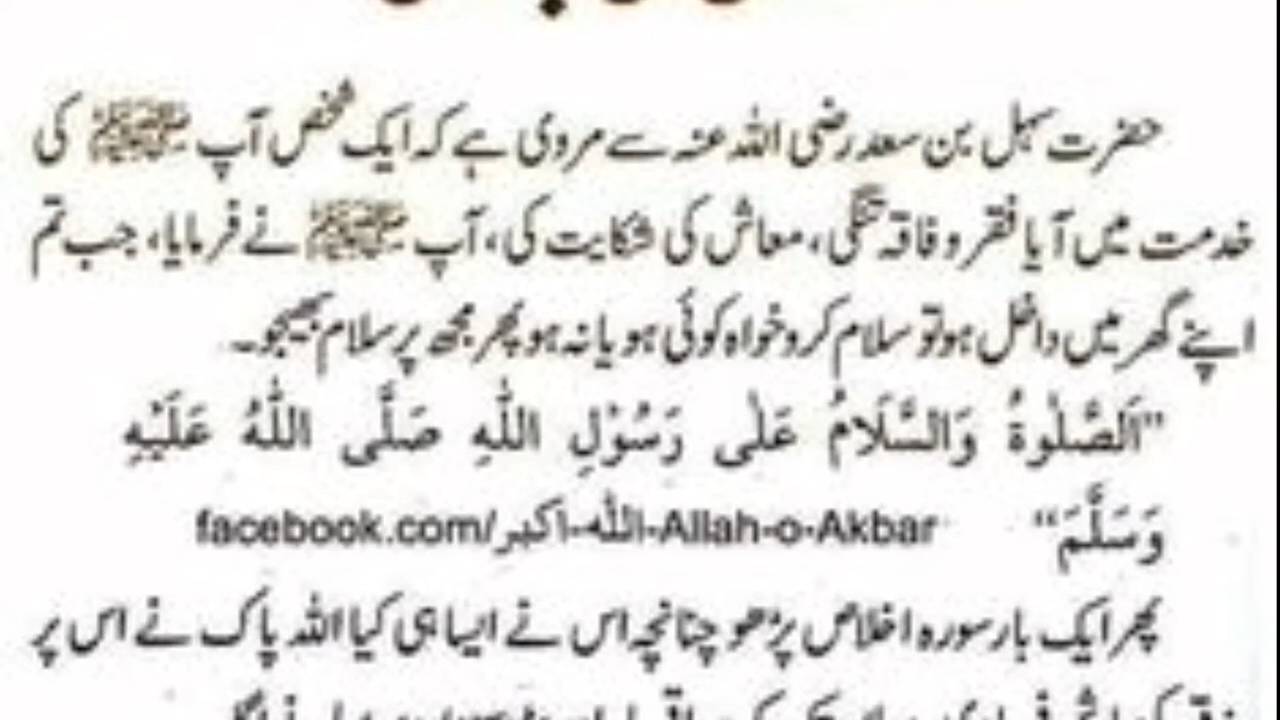 حضرت سہل بن سعد رضی اللہ عنہ سے مروی ہے کہ ایک شخص آپ ﷺ کی
خدمت میں آیا فقر و فاقہ تنگی، معاش کی شکایت کی، آپ ﷺ نے فرمایا، جب تم
اپنے گھر میں داخل ہو تو سلام کرو خواہ کوئی ہو یا نہ ہو پھر مجھ پر سلام بھیجو۔
”اَلصَّلٰوةُ وَالسَّلَامُ عَلٰى رَسُوْلِ اللّٰهِ صَلَّى اللّٰهُ عَلَيْهِ
وَسَلَّمَ“ facebook.com/اللہ-اکبر-Allah-o-Akbar
پھر ایک بار سورہ اخلاص پڑھو چنانچہ اس نے ایسا ہی کیا اللہ پاک نے اس پر